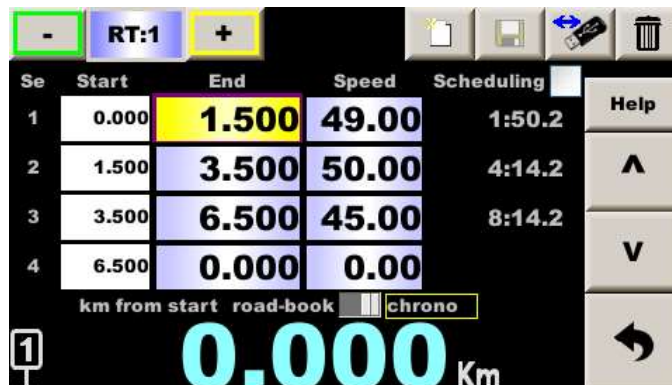 - RT:1 +
Se Start End Speed Scheduling
1 0.000 1.500 49.00 1:50.2
2 1.500 3.500 50.00 4:14.2
3 3.500 6.500 45.00 8:14.2
4 6.500 0.000 0.00
Help
km from start road-book chrono
1 0.000 Km